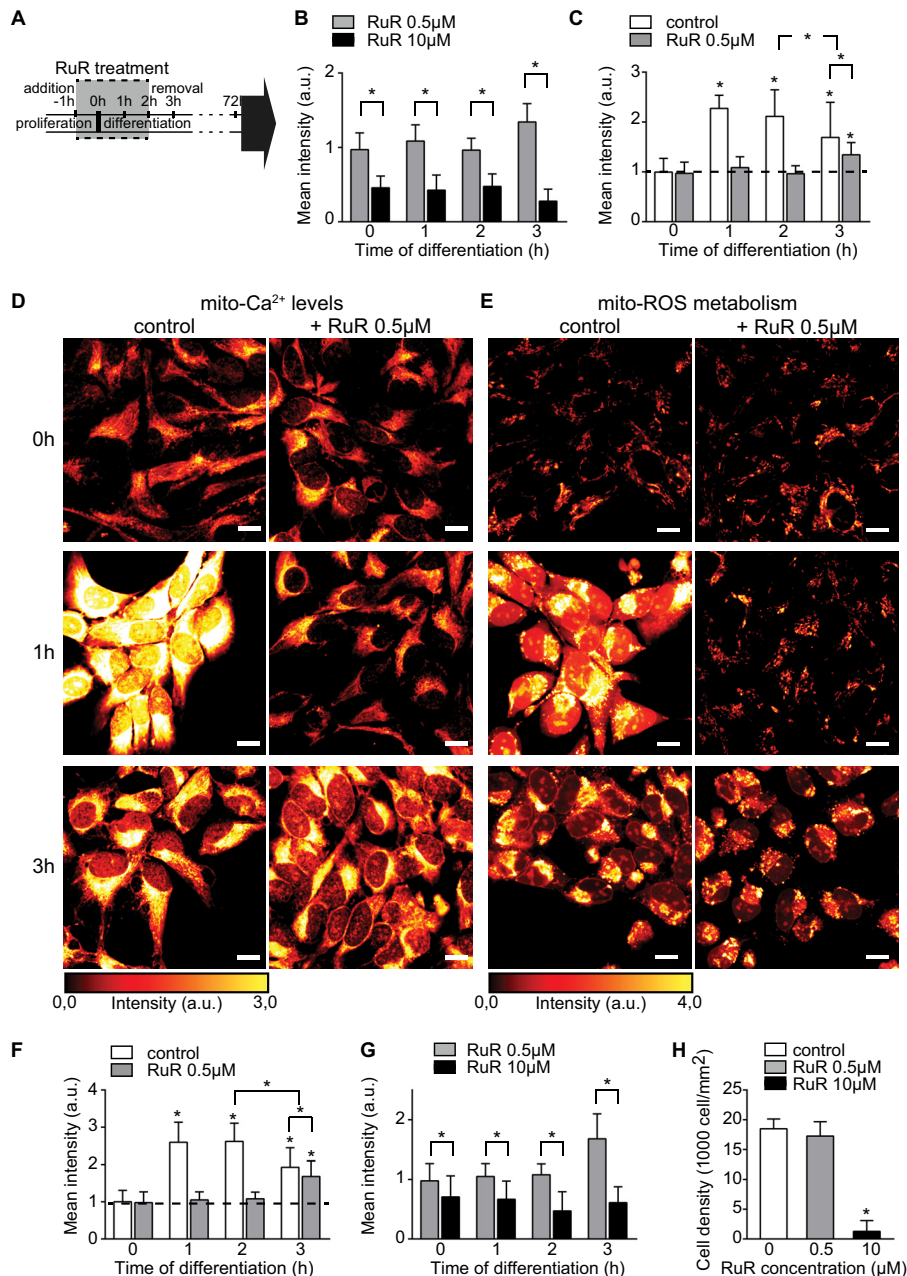 A
RuR treatment
addition removal
-1h 0h 1h 2h 3h 72h
proliferation differentiation
B
RuR 0.5µM
RuR 10µM
Mean intensity (a.u.)
2
1
0
* * * *
0 1 2 3
Time of differentiation (h)
C
control
RuR 0.5µM
Mean intensity (a.u.)
3
2
1
0
* * * * * *
0 1 2 3
Time of differentiation (h)
D
mito-Ca²⁺ levels
control + RuR 0.5µM
E
mito-ROS metabolism
control + RuR 0.5µM
0h
1h
3h
0,0 Intensity (a.u.) 3,0
0,0 Intensity (a.u.) 4,0
F
control
RuR 0.5µM
Mean intensity (a.u.)
4
3
2
1
0
* * * * * *
0 1 2 3
Time of differentiation (h)
G
RuR 0.5µM
RuR 10µM
Mean intensity (a.u.)
2
1
0
* * * *
0 1 2 3
Time of differentiation (h)
H
control
RuR 0.5µM
RuR 10µM
Cell density (1000 cell/mm²)
25
20
15
10
5
0
*
0 0.5 10
RuR concentration (µM)